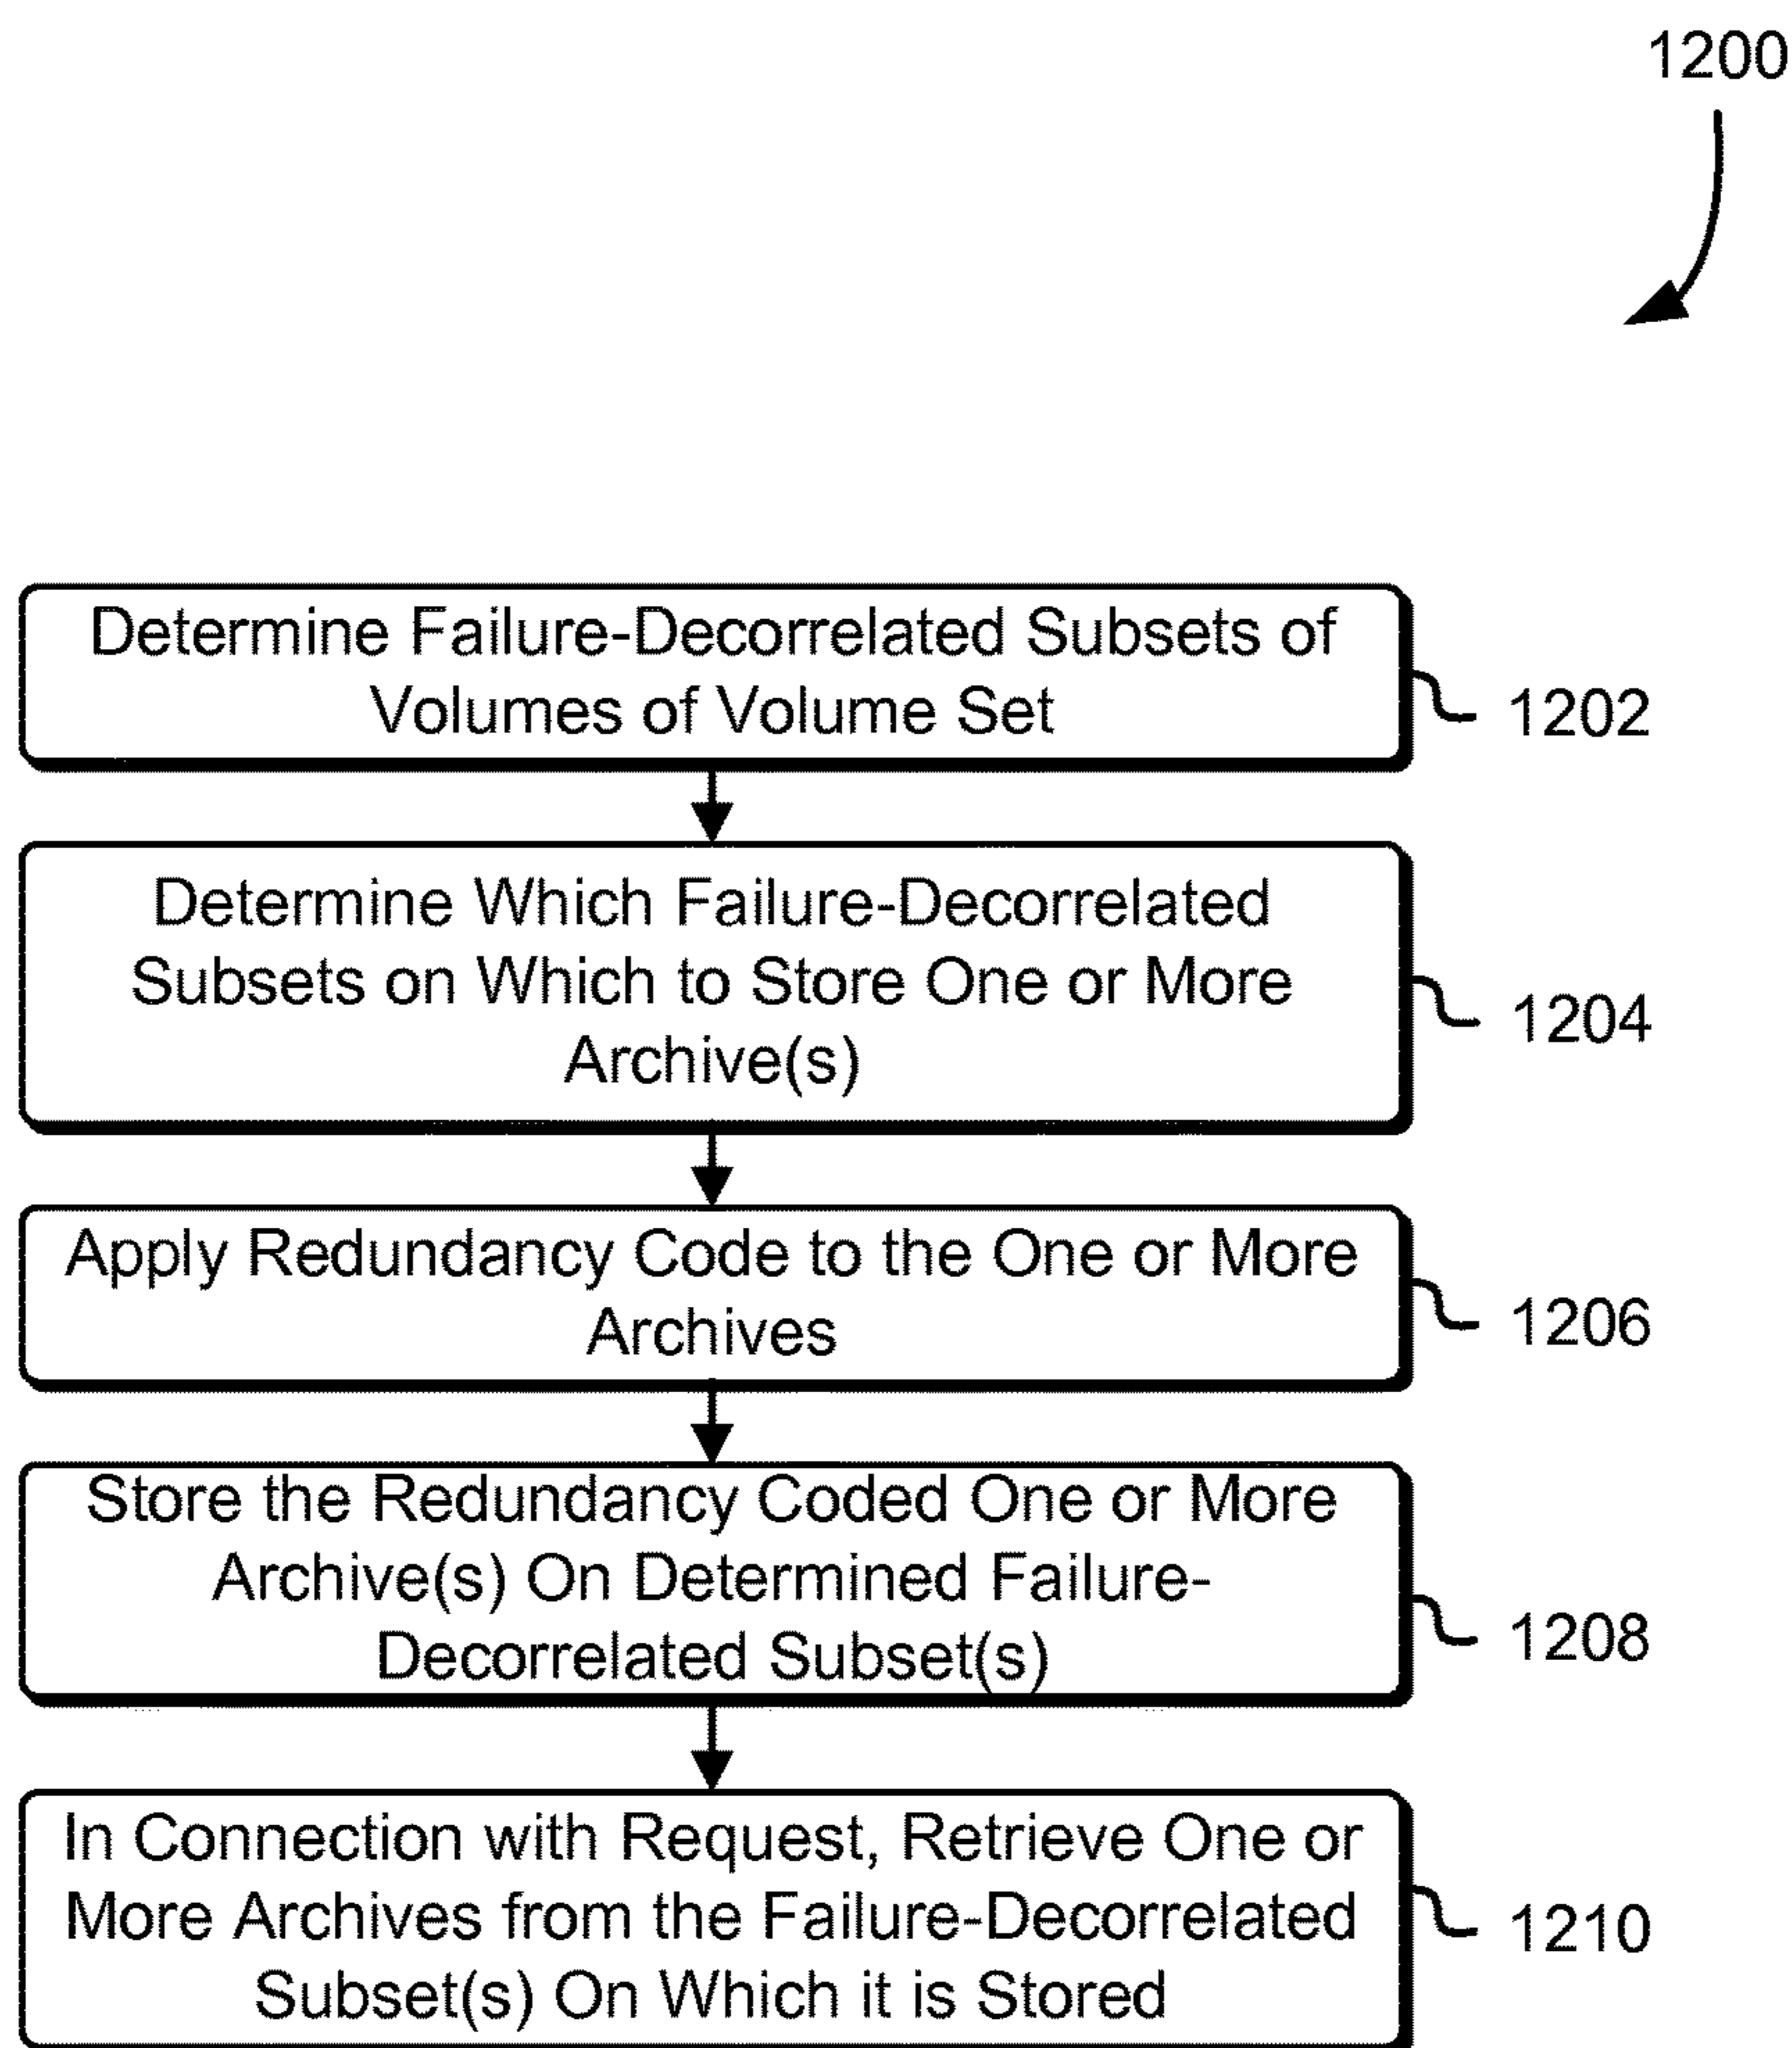 1200
Determine Failure-Decorrelated Subsets of
Volumes of Volume Set
1202
Determine Which Failure-Decorrelated
Subsets on Which to Store One or More
Archive(s)
1204
Apply Redundancy Code to the One or More
Archives
1206
Store the Redundancy Coded One or More
Archive(s) On Determined Failure-
Decorrelated Subset(s)
1208
In Connection with Request, Retrieve One or
More Archives from the Failure-Decorrelated
Subset(s) On Which it is Stored
1210